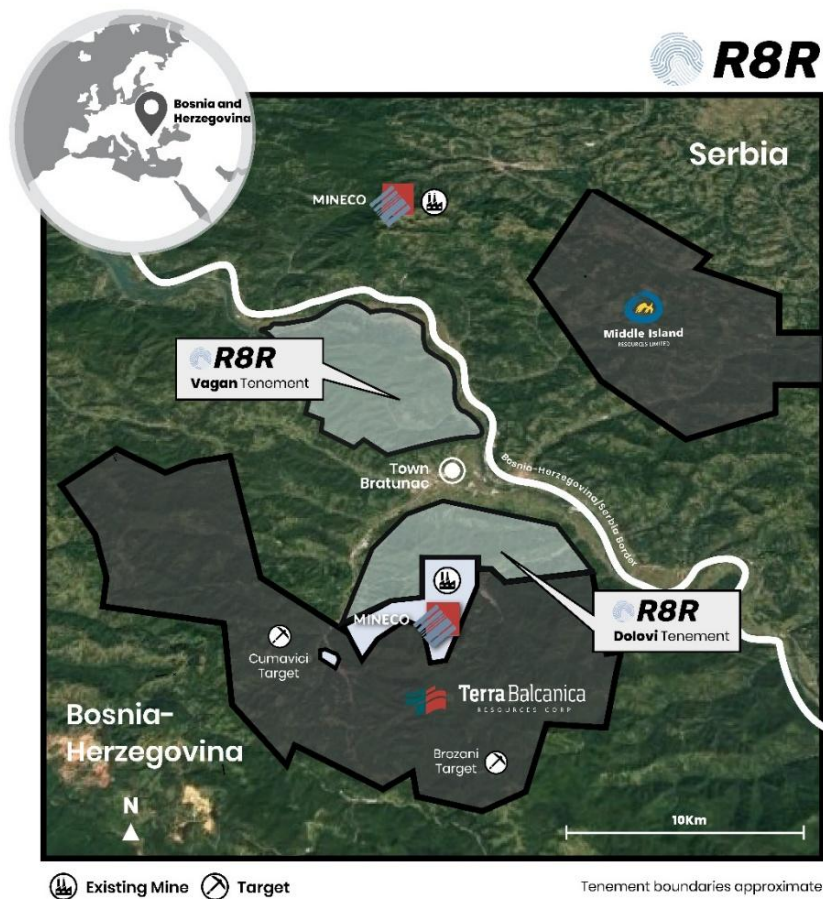 R8R
Bosnia and
Herzegovina
Serbia
MINECO
Middle Island
RESOURCES LIMITED
R8R
Vagan Tenement
Town
Bratunac
Bosnia-Herzegovina/Serbia Border
R8R
Dolovi Tenement
MINECO
Cumavici
Target
Terra Balcanica
RESOURCES CORP
Bosnia-
Herzegovina
Brezani
Target
N
10Km
Existing Mine
Target
Tenement boundaries approximate